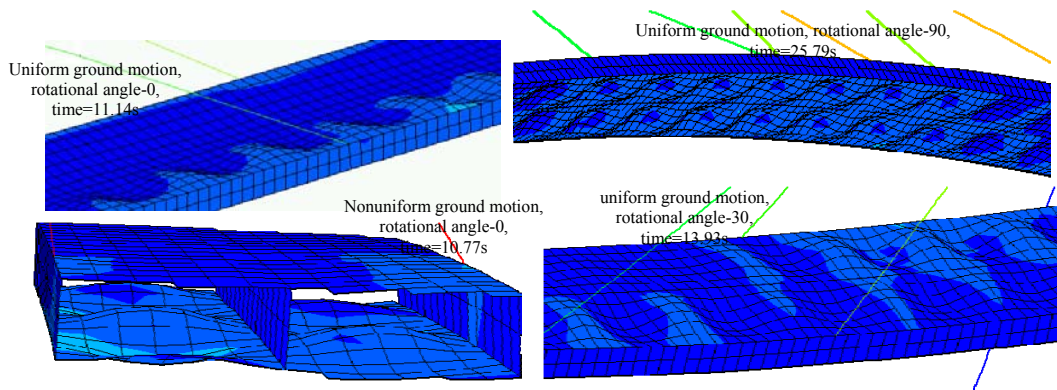 Uniform ground motion,
rotational angle-0,
time=11.14s
Uniform ground motion, rotational angle-90,
time=25.79s
Nonuniform ground motion,
rotational angle-0,
time=10.77s
uniform ground motion,
rotational angle-30,
time=13.93s